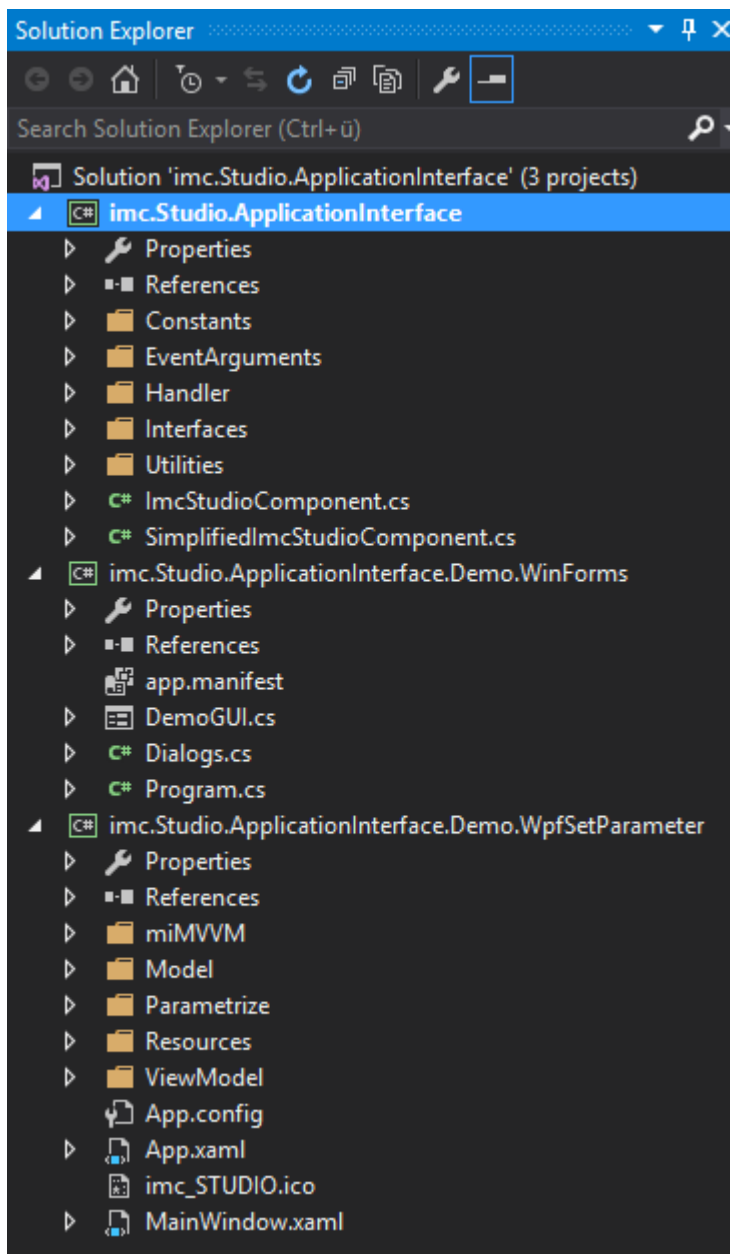 Solution Explorer
Search Solution Explorer (Ctrl+ü)
Solution 'imc.Studio.ApplicationInterface' (3 projects)
C# imc.Studio.ApplicationInterface
Properties
References
Constants
EventArguments
Handler
Interfaces
Utilities
C# ImcStudioComponent.cs
C# SimplifiedImcStudioComponent.cs
C# imc.Studio.ApplicationInterface.Demo.WinForms
Properties
References
app.manifest
DemoGUI.cs
C# Dialogs.cs
C# Program.cs
C# imc.Studio.ApplicationInterface.Demo.WpfSetParameter
Properties
References
miMVVM
Model
Parametrize
Resources
ViewModel
App.config
App.xaml
imc_STUDIO.ico
MainWindow.xaml